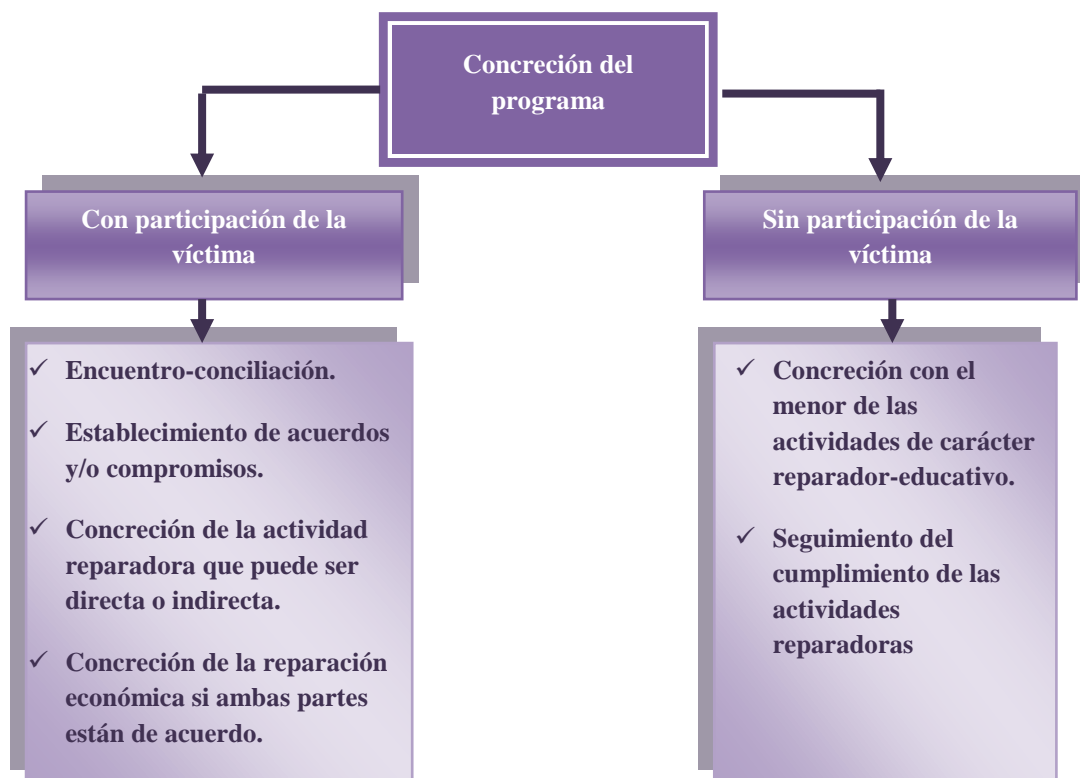 Concreción del
programa
Con participación de la
víctima
✓ Encuentro-conciliación.
✓ Establecimiento de acuerdos
y/o compromisos.
✓ Concreción de la actividad
reparadora que puede ser
directa o indirecta.
✓ Concreción de la reparación
económica si ambas partes
están de acuerdo.
Sin participación de la
víctima
✓ Concreción con el
menor de las
actividades de carácter
reparador-educativo.
✓ Seguimiento del
cumplimiento de las
actividades
reparadoras